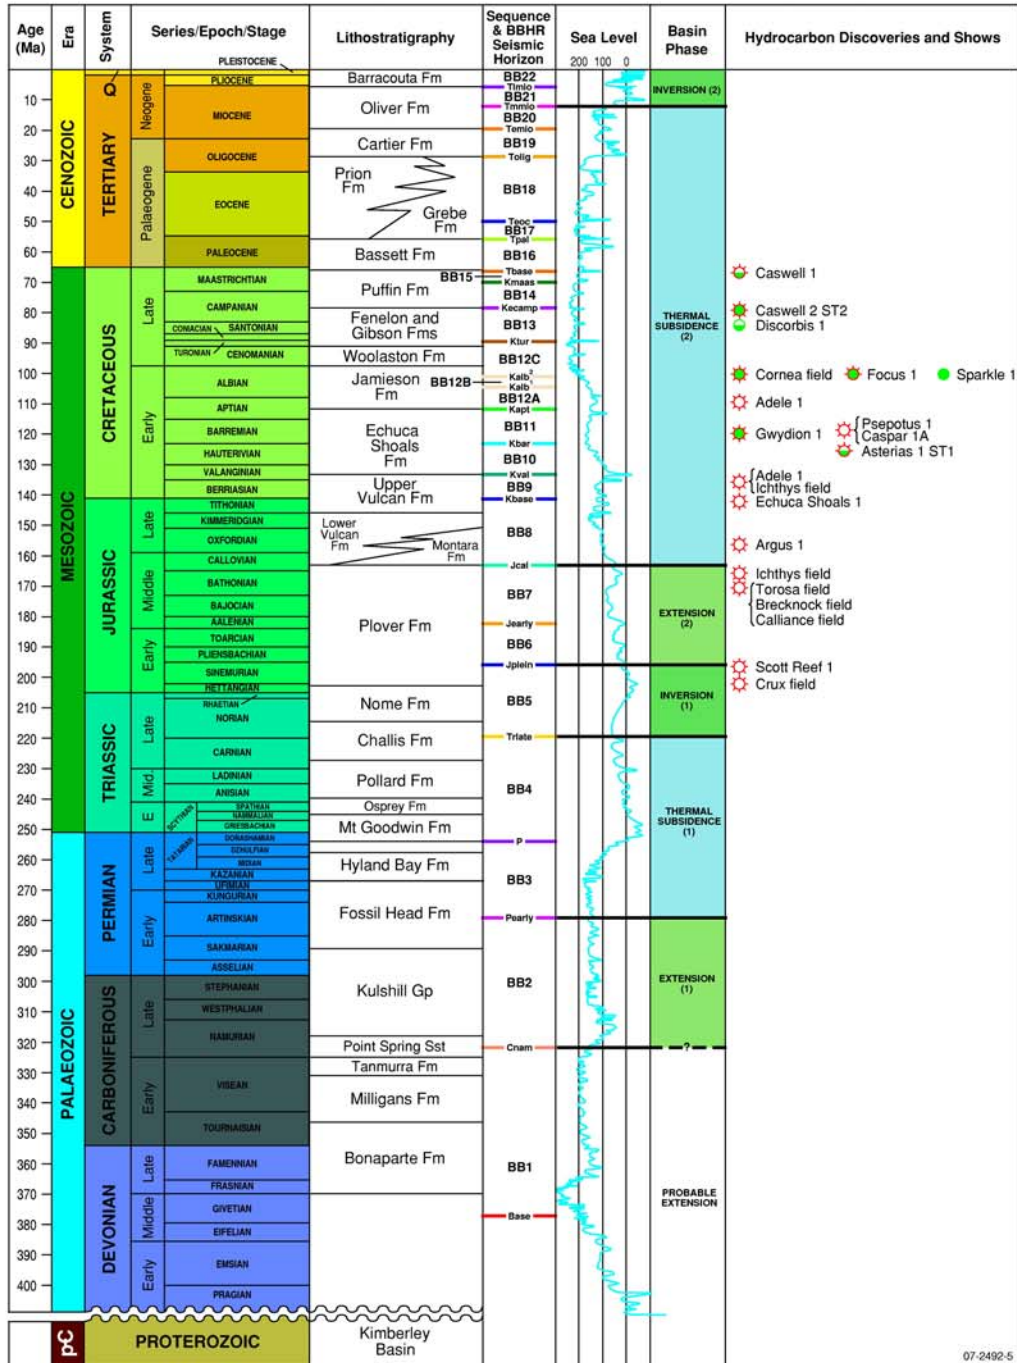 Age (Ma)
Era
System
Series/Epoch/Stage
Lithostratigraphy
Sequence & BBHR Seismic Horizon
Sea Level
200 100 0
Basin Phase
Hydrocarbon Discoveries and Shows
10
20
30
40
50
60
70
80
90
100
110
120
130
140
150
160
170
180
190
200
210
220
230
240
250
260
270
280
290
300
310
320
330
340
350
360
370
380
390
400
CENOZOIC
MESOZOIC
PALAEOZOIC
pC
Q
TERTIARY
CRETACEOUS
JURASSIC
TRIASSIC
PERMIAN
CARBONIFEROUS
DEVONIAN
PROTEROZOIC
Neogene
Palaeogene
Late
Early
Late
Middle
Early
Late
Mid.
E
Late
Early
Late
Early
Late
Middle
Early
PLEISTOCENE
PLIOCENE
MIOCENE
OLIGOCENE
EOCENE
PALEOCENE
MAASTRICHTIAN
CAMPANIAN
CONIACIAN
SANTONIAN
TURONIAN
CENOMANIAN
ALBIAN
APTIAN
BARREMIAN
HAUTERIVIAN
VALANGINIAN
BERRIASIAN
TITHONIAN
KIMMERIDGIAN
OXFORDIAN
CALLOVIAN
BATHONIAN
BAJOCIAN
AALENIAN
TOARCIAN
PLIENSBACHIAN
SINEMURIAN
HETTANGIAN
RHAETIAN
NORIAN
CARNIAN
LADINIAN
ANISIAN
SCYTHIAN
SPATHIAN
NAMMALIAN
GRIESBACHIAN
TATARIAN
DORASHAMIAN
DZHULFIAN
MIDIAN
KAZANIAN
UFIMIAN
KUNGURIAN
ARTINSKIAN
SAKMARIAN
ASSELIAN
STEPHANIAN
WESTPHALIAN
NAMURIAN
VISEAN
TOURNAISIAN
FAMENNIAN
FRASNIAN
GIVETIAN
EIFELIAN
EMSIAN
PRAGIAN
Barracouta Fm
Oliver Fm
Cartier Fm
Prion Fm
Grebe Fm
Bassett Fm
Puffin Fm
Fenelon and Gibson Fms
Woolaston Fm
Jamieson Fm
Echuca Shoals Fm
Upper Vulcan Fm
Lower Vulcan Fm
Montara Fm
Plover Fm
Nome Fm
Challis Fm
Pollard Fm
Osprey Fm
Mt Goodwin Fm
Hyland Bay Fm
Fossil Head Fm
Kulshill Gp
Point Spring Sst
Tanmurra Fm
Milligans Fm
Bonaparte Fm
Kimberley Basin
BB22
Tlmio
BB21
Tmmio
BB20
Temio
BB19
Tolig
BB18
Teoc
BB17
Tpal
BB16
Tbase
BB15
Kmaas
BB14
Kecamp
BB13
Ktur
BB12C
Kalb2
BB12B
Kalb1
BB12A
Kapt
BB11
Kbar
BB10
Kval
BB9
Kbase
BB8
Jcal
BB7
Jearly
BB6
Jplein
BB5
Trlate
BB4
P
BB3
Pearly
BB2
Cnam
BB1
Base
INVERSION (2)
THERMAL SUBSIDENCE (2)
EXTENSION (2)
INVERSION (1)
THERMAL SUBSIDENCE (1)
EXTENSION (1)
?
PROBABLE EXTENSION
Caswell 1
Caswell 2 ST2
Discorbis 1
Cornea field
Focus 1
Sparkle 1
Adele 1
Gwydion 1
Psepotus 1
Caspar 1A
Asterias 1 ST1
Adele 1
Ichthys field
Echuca Shoals 1
Argus 1
Ichthys field
Torosa field
Brecknock field
Calliance field
Scott Reef 1
Crux field
07-2492-5